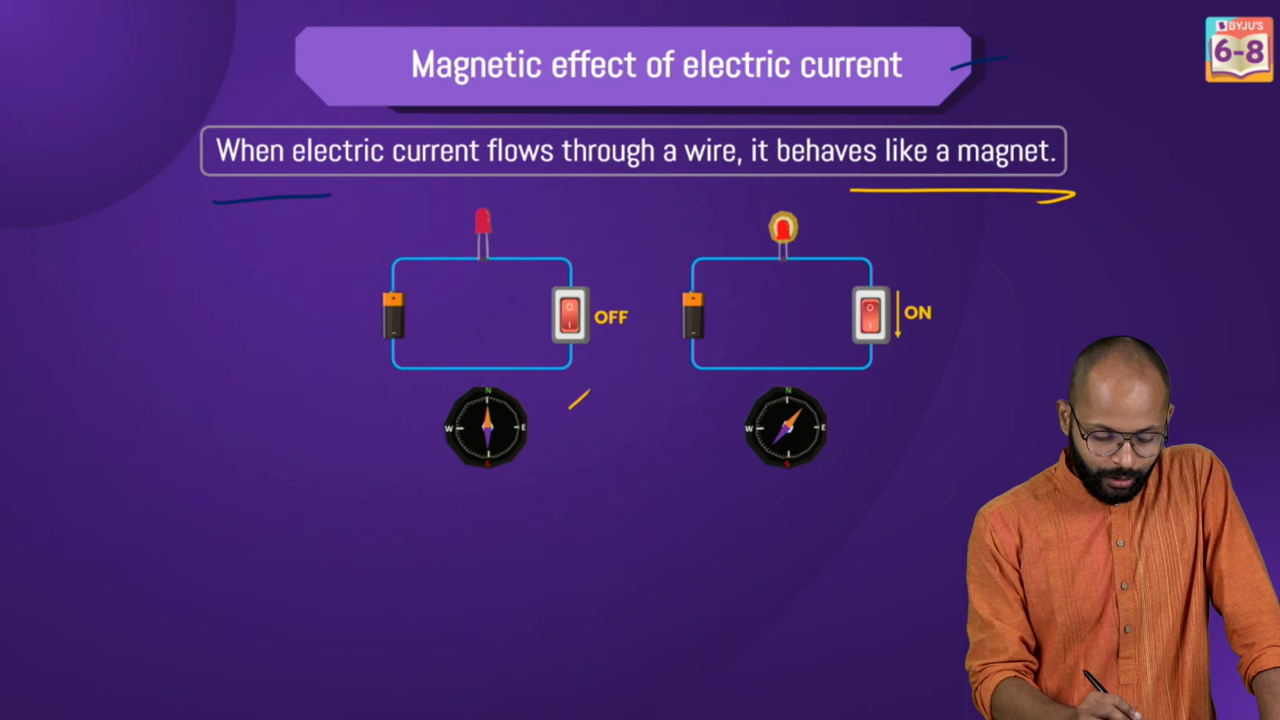 BYJU'S
6-8
Magnetic effect of electric current
When electric current flows through a wire, it behaves like a magnet.
+
OFF
+
ON
N
W E
S
N
W E
S